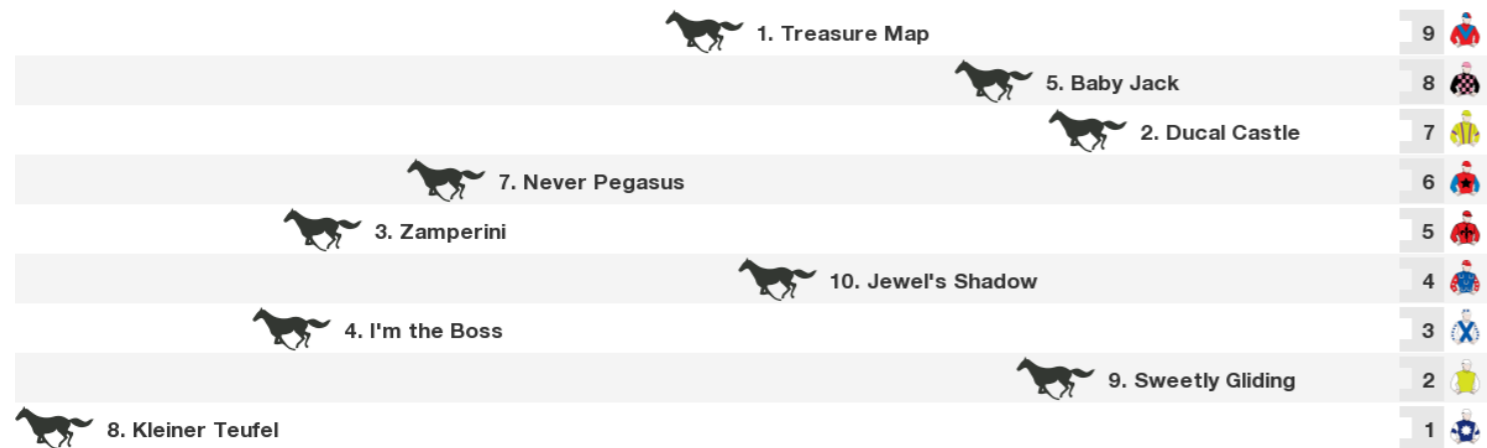 1. Treasure Map 9
5. Baby Jack 8
2. Ducal Castle 7
7. Never Pegasus 6
3. Zamperini 5
10. Jewel's Shadow 4
4. I'm the Boss 3
9. Sweetly Gliding 2
8. Kleiner Teufel 1